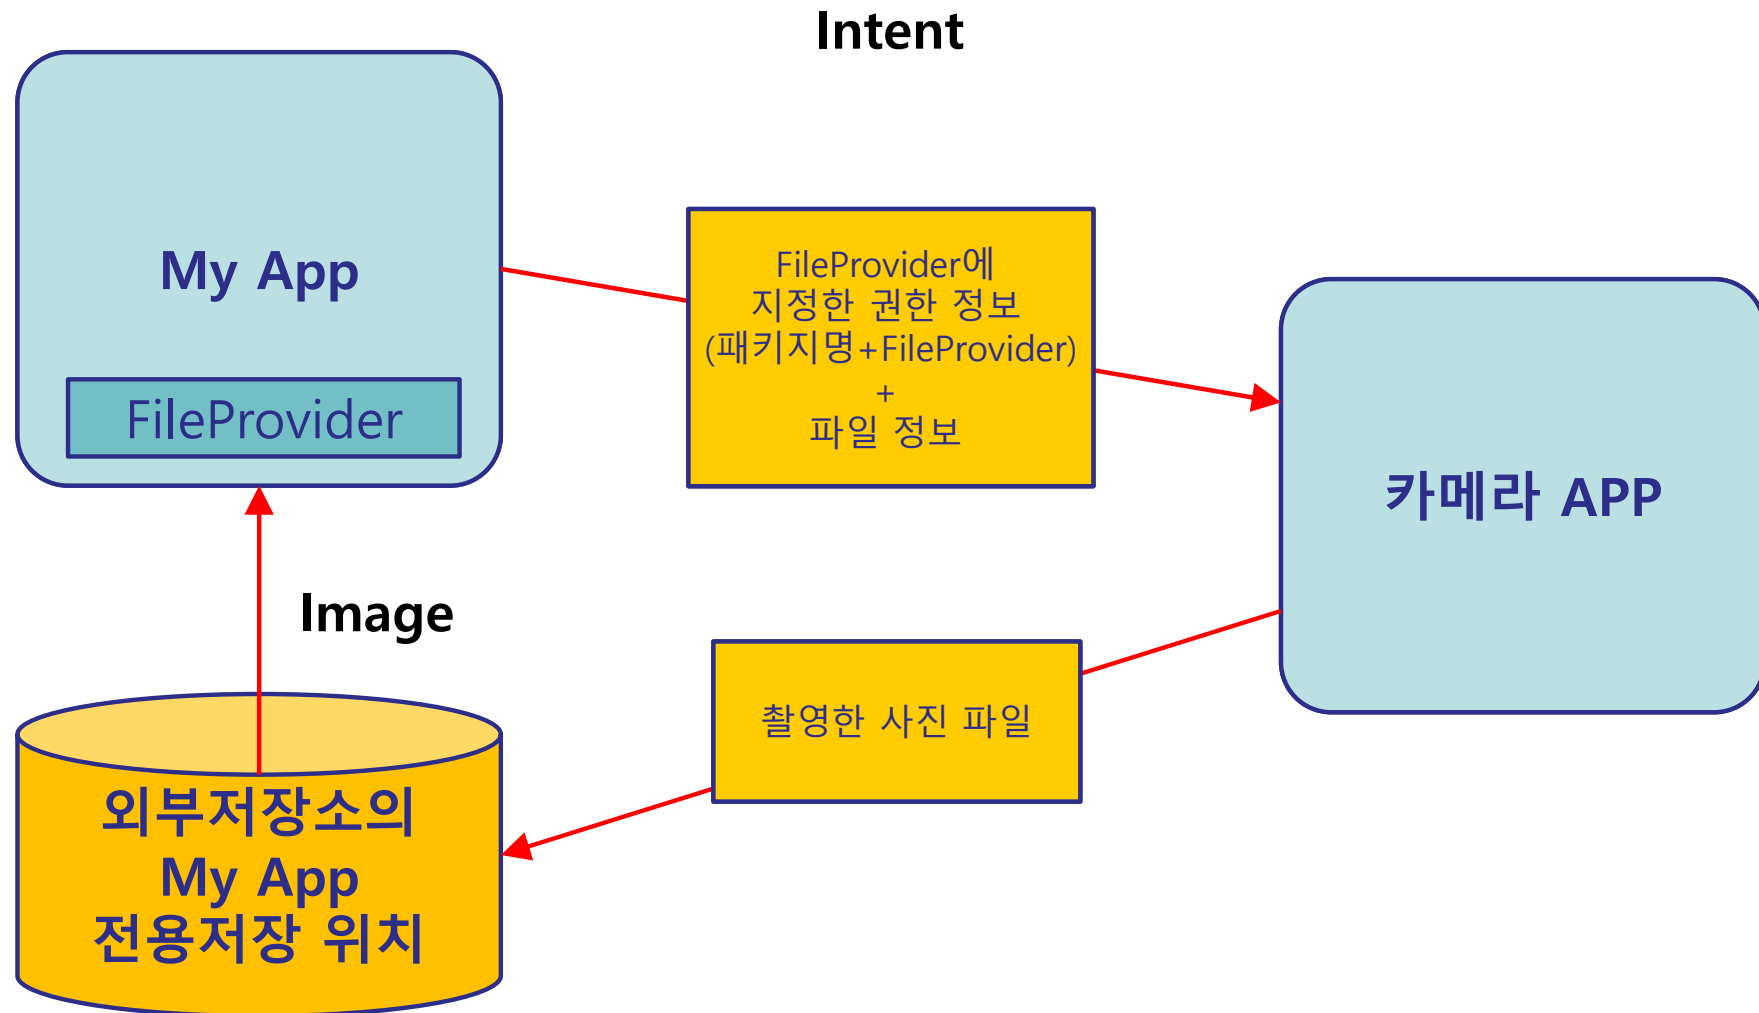 Intent
My App
FileProvider
FileProvider에
지정한 권한 정보
(패키지명+FileProvider)
+
파일 정보
카메라 APP
Image
촬영한 사진 파일
외부저장소의
My App
전용저장 위치